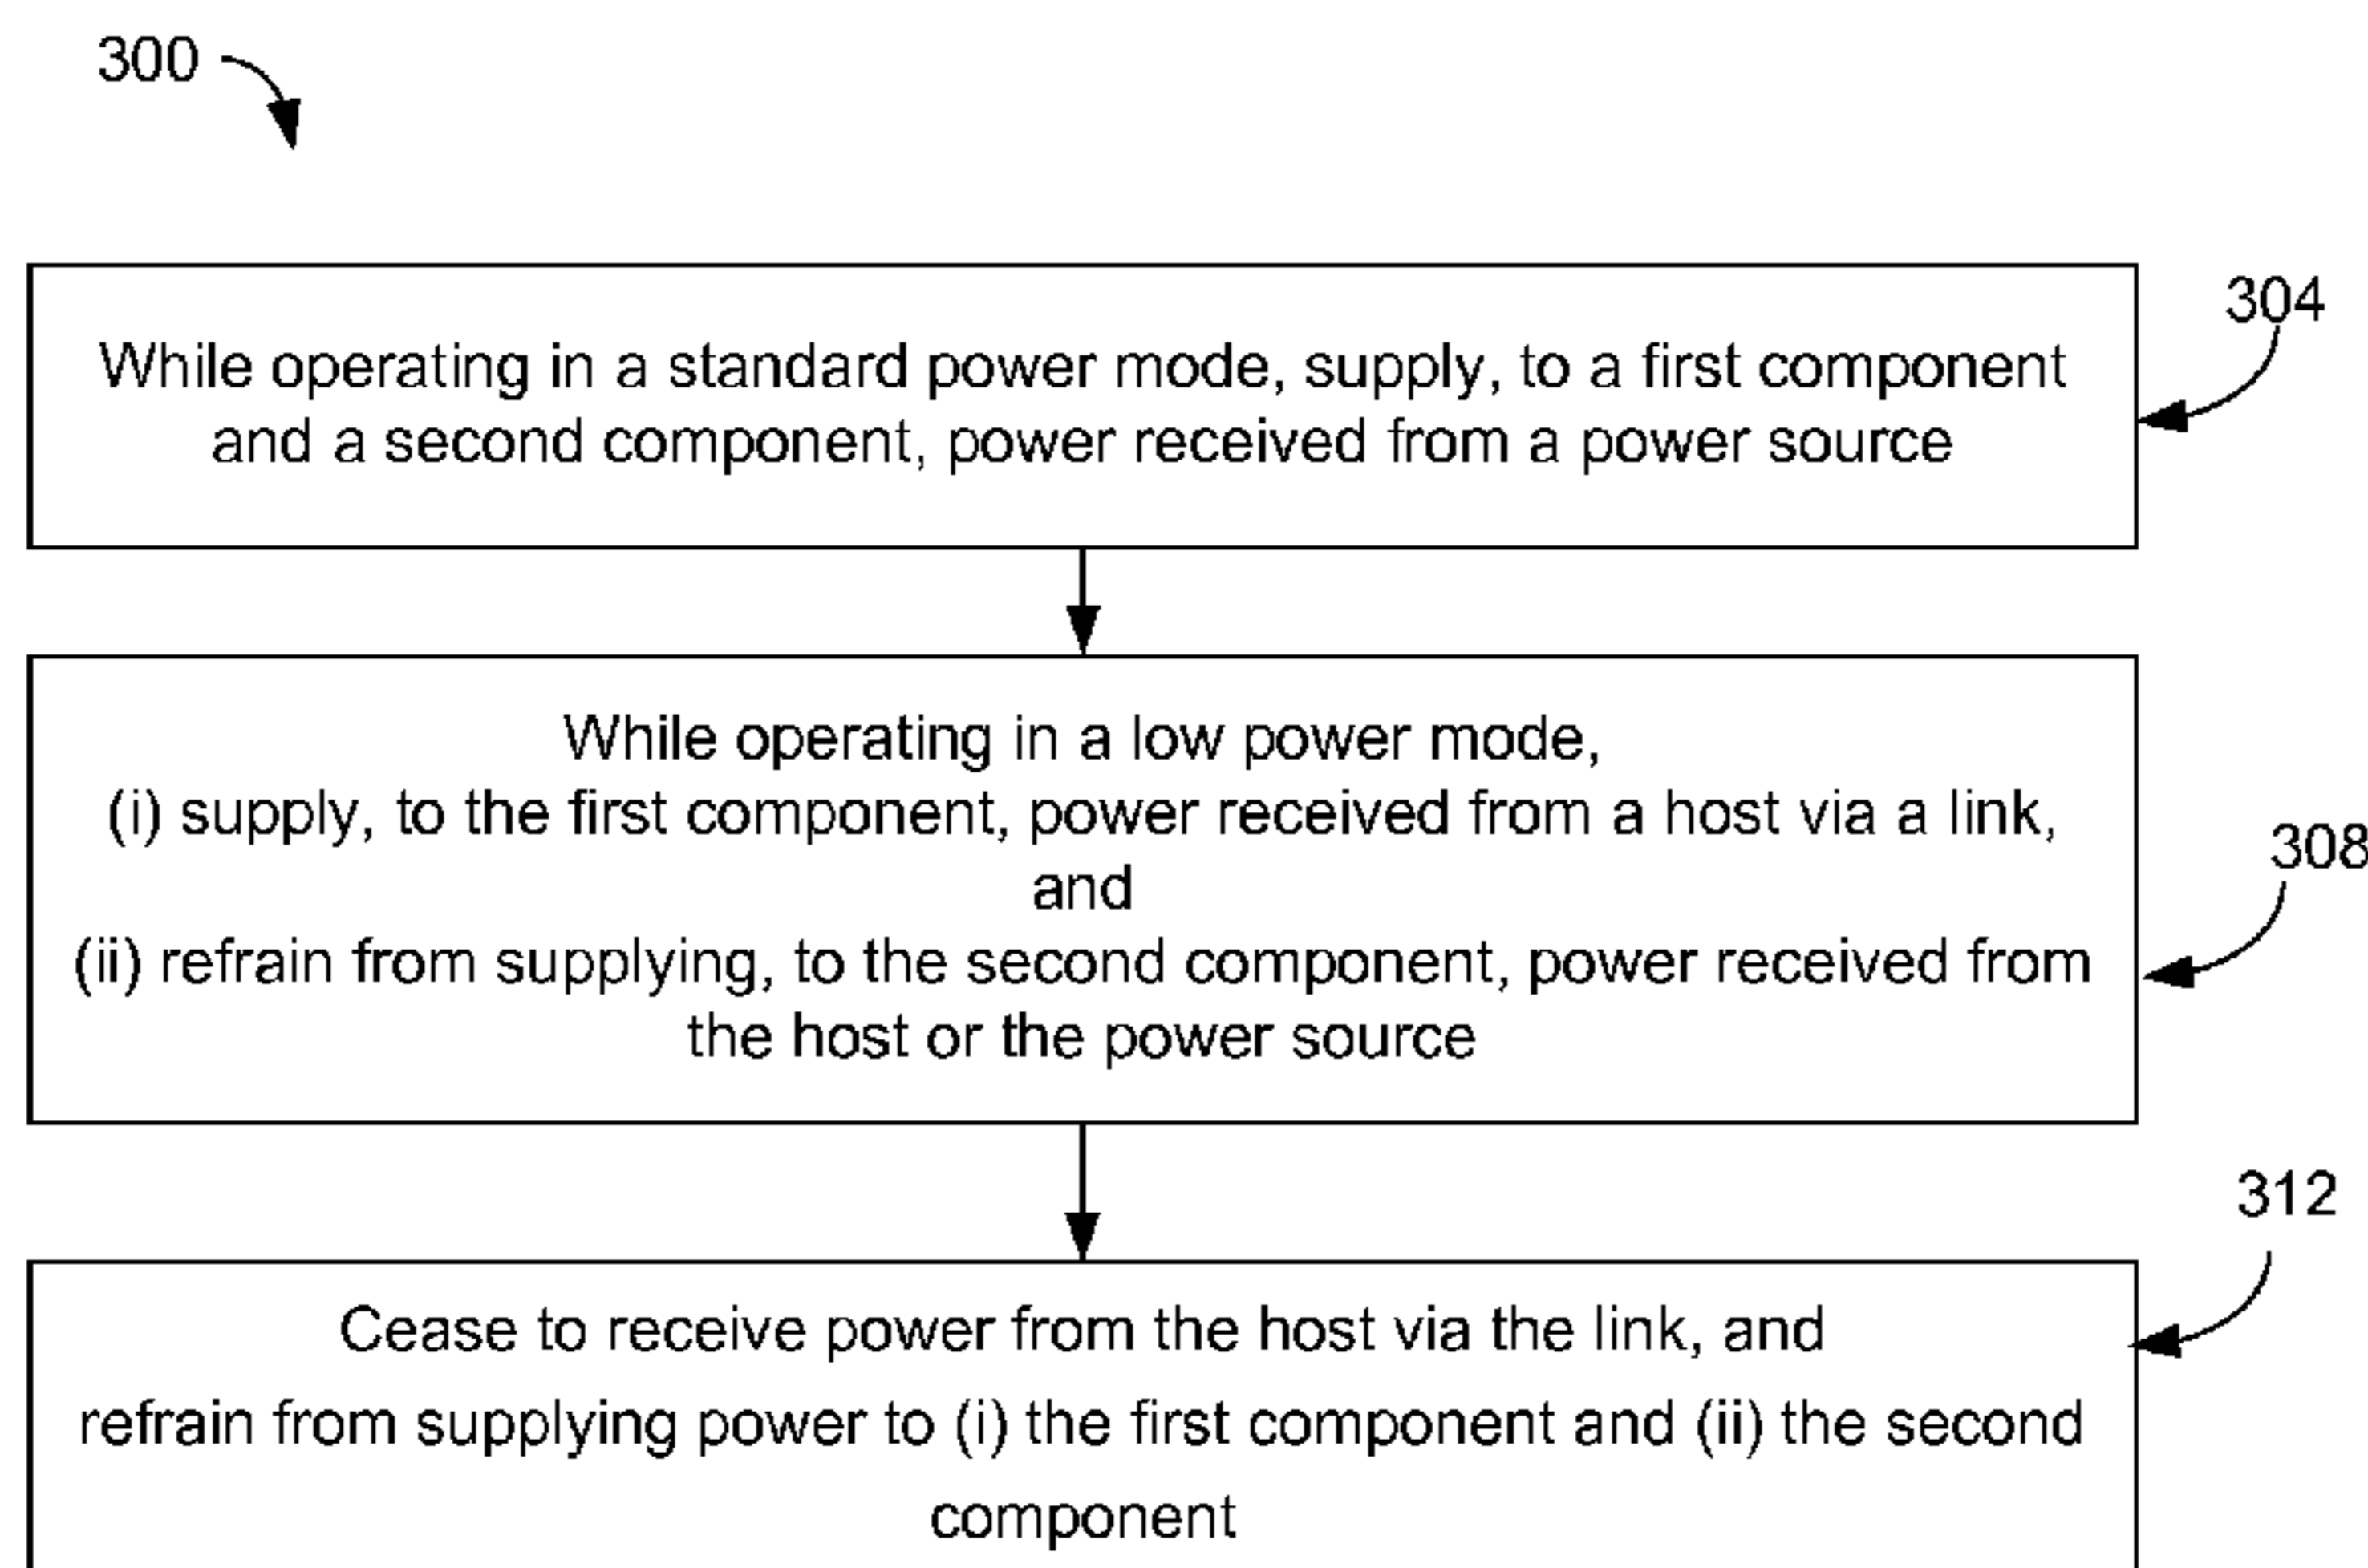 300
304
While operating in a standard power mode, supply, to a first component
and a second component, power received from a power source
While operating in a low power mode,
(i) supply, to the first component, power received from a host via a link,
and
308
(ii) refrain from supplying, to the second component, power received from
the host or the power source
312
Cease to receive power from the host via the link, and
refrain from supplying power to (i) the first component and (ii) the second
component